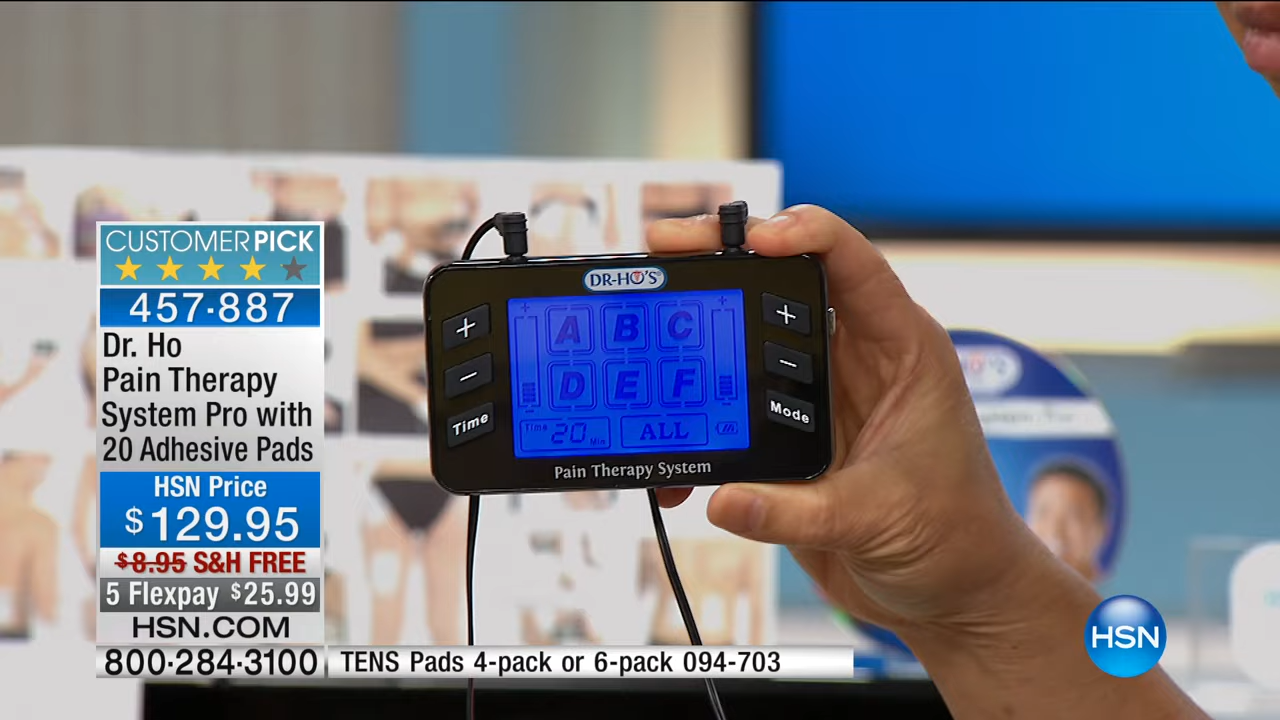 CUSTOMER PICK
457·887
Dr. Ho
Pain Therapy
System Pro with
20 Adhesive Pads
HSN Price
$129.95
$8.95 S&H FREE
5 Flexpay $25.99
HSN.COM
800·284·3100
TENS Pads 4-pack or 6-pack 094-703
DR-HO'S
+ +
A B C
- -
D E F
Time Mode
Time 20 Min ALL
Pain Therapy System
HSN